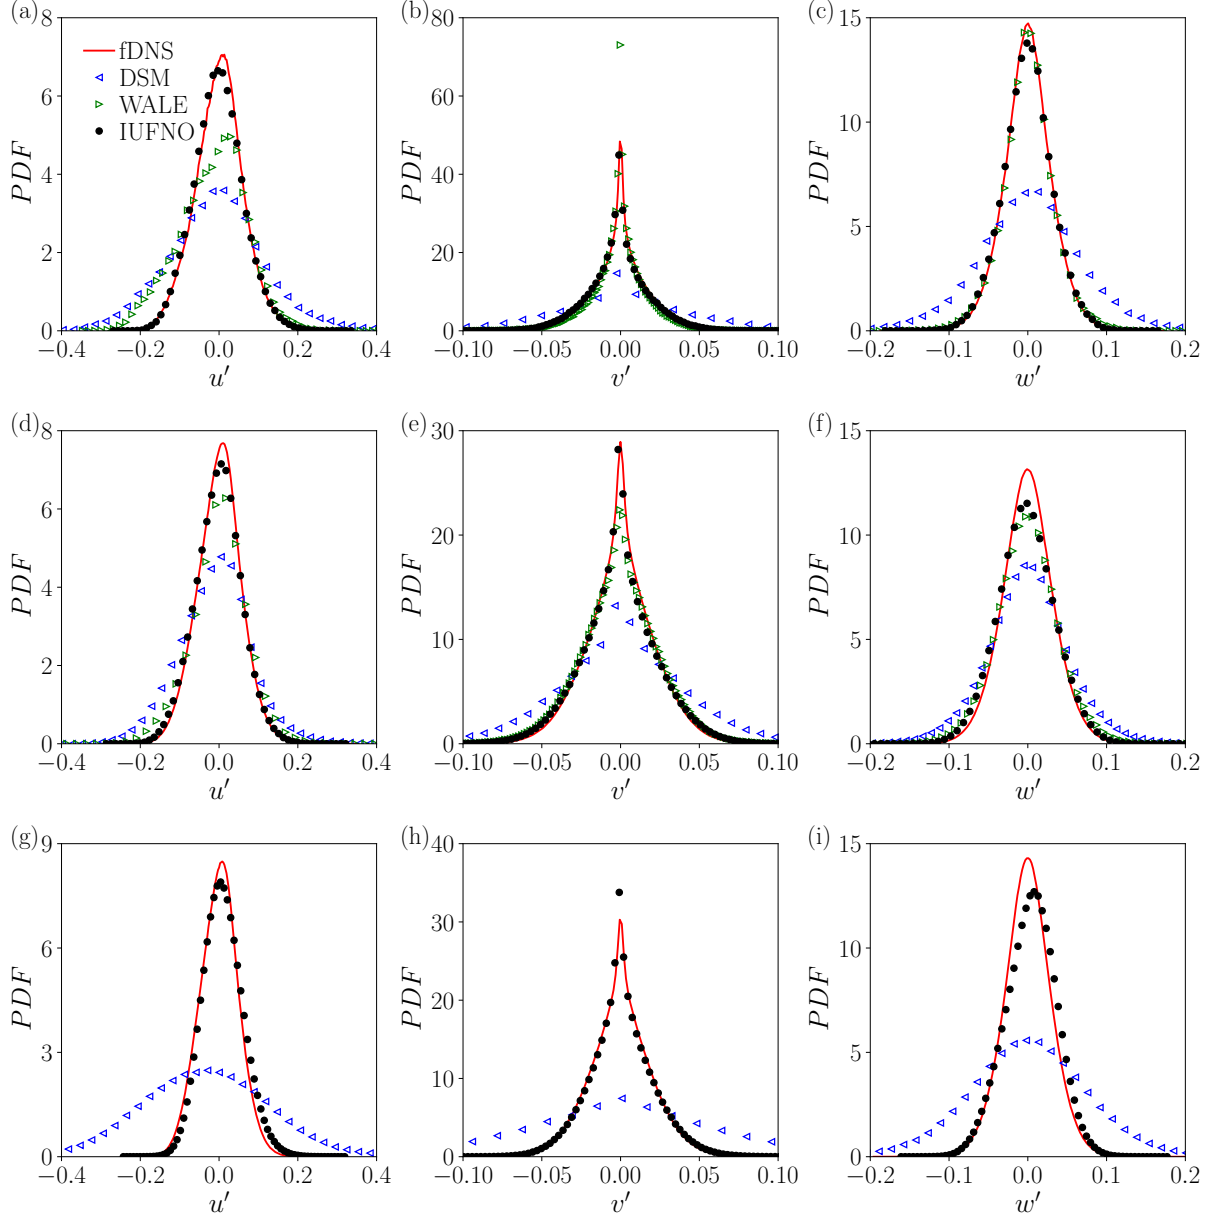 (a)
8
6
4
2
0
PDF
fDNS
DSM
WALE
IUFNO
−0.4 −0.2 0.0 0.2 0.4
u′
(b)
80
60
40
20
0
PDF
−0.10 −0.05 0.00 0.05 0.10
v′
(c)
15
10
5
0
PDF
−0.2 −0.1 0.0 0.1 0.2
w′
(d)
8
6
4
2
0
PDF
−0.4 −0.2 0.0 0.2 0.4
u′
(e)
30
20
10
0
PDF
−0.10 −0.05 0.00 0.05 0.10
v′
(f)
15
10
5
0
PDF
−0.2 −0.1 0.0 0.1 0.2
w′
(g)
9
6
3
0
PDF
−0.4 −0.2 0.0 0.2 0.4
u′
(h)
40
30
20
10
0
PDF
−0.10 −0.05 0.00 0.05 0.10
v′
(i)
15
10
5
0
PDF
−0.2 −0.1 0.0 0.1 0.2
w′